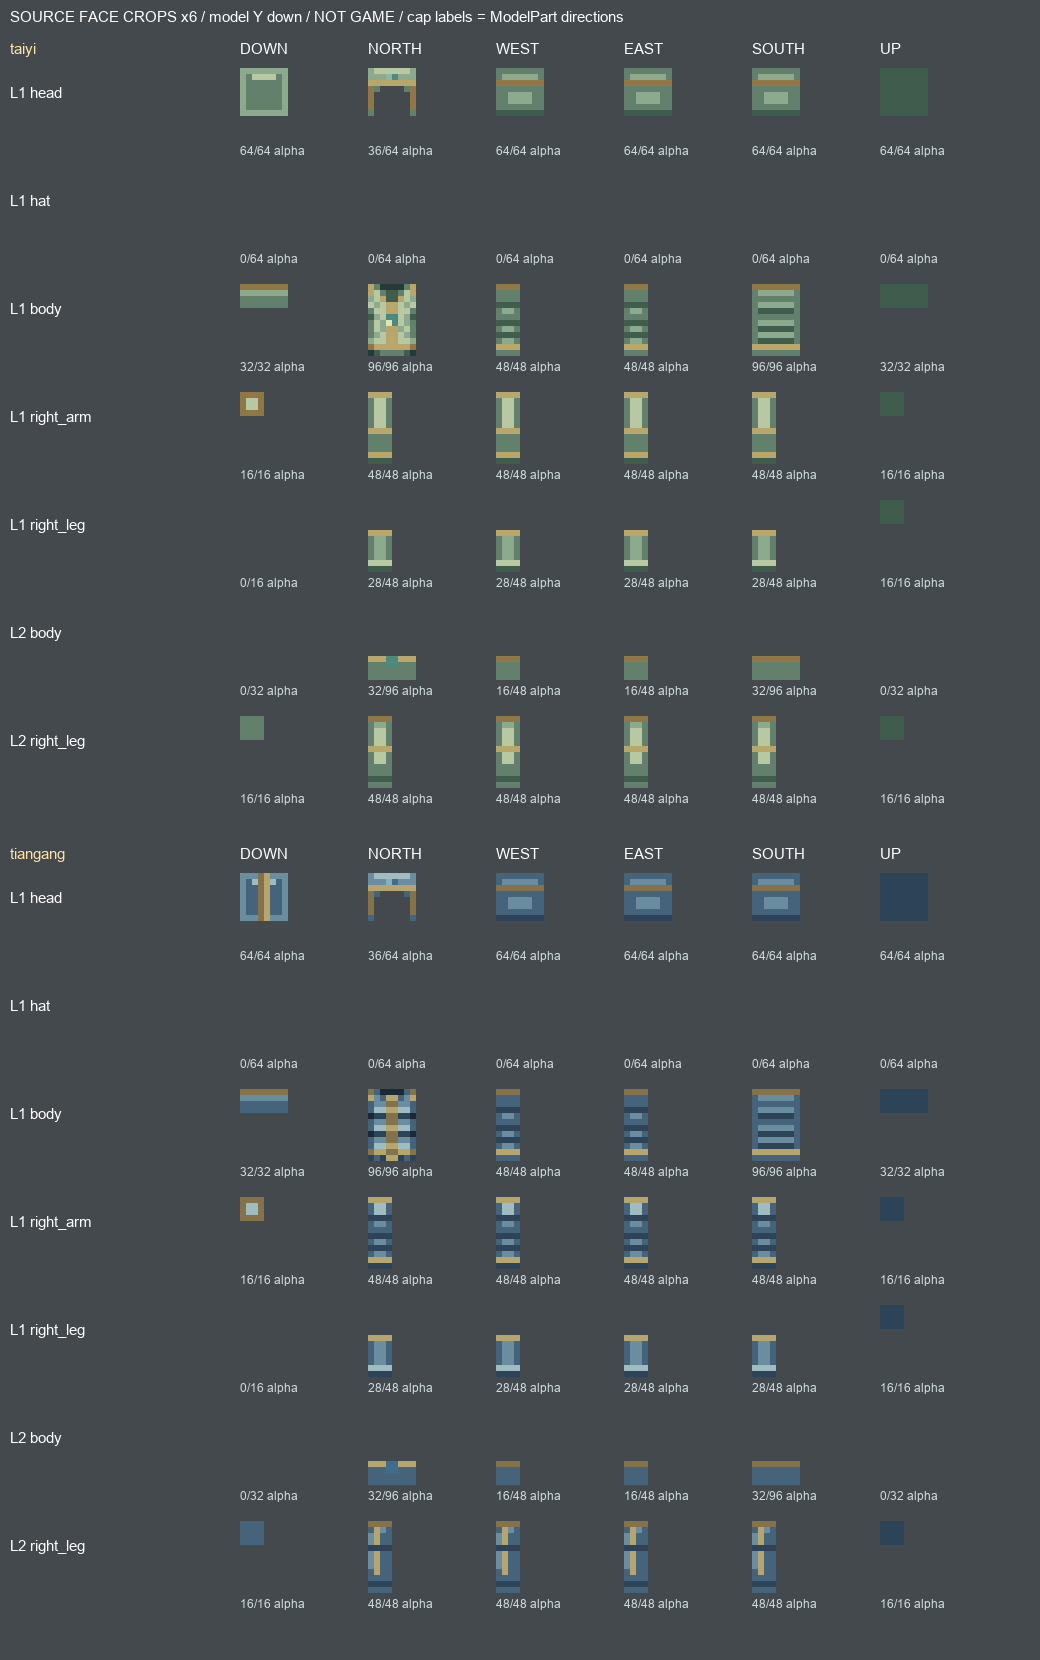 SOURCE FACE CROPS x6 / model Y down / NOT GAME / cap labels = ModelPart directions
taiyi DOWN NORTH WEST EAST SOUTH UP
L1 head
64/64 alpha 36/64 alpha 64/64 alpha 64/64 alpha 64/64 alpha 64/64 alpha
L1 hat
0/64 alpha 0/64 alpha 0/64 alpha 0/64 alpha 0/64 alpha 0/64 alpha
L1 body
32/32 alpha 96/96 alpha 48/48 alpha 48/48 alpha 96/96 alpha 32/32 alpha
L1 right_arm
16/16 alpha 48/48 alpha 48/48 alpha 48/48 alpha 48/48 alpha 16/16 alpha
L1 right_leg
0/16 alpha 28/48 alpha 28/48 alpha 28/48 alpha 28/48 alpha 16/16 alpha
L2 body
0/32 alpha 32/96 alpha 16/48 alpha 16/48 alpha 32/96 alpha 0/32 alpha
L2 right_leg
16/16 alpha 48/48 alpha 48/48 alpha 48/48 alpha 48/48 alpha 16/16 alpha
tiangang DOWN NORTH WEST EAST SOUTH UP
L1 head
64/64 alpha 36/64 alpha 64/64 alpha 64/64 alpha 64/64 alpha 64/64 alpha
L1 hat
0/64 alpha 0/64 alpha 0/64 alpha 0/64 alpha 0/64 alpha 0/64 alpha
L1 body
32/32 alpha 96/96 alpha 48/48 alpha 48/48 alpha 96/96 alpha 32/32 alpha
L1 right_arm
16/16 alpha 48/48 alpha 48/48 alpha 48/48 alpha 48/48 alpha 16/16 alpha
L1 right_leg
0/16 alpha 28/48 alpha 28/48 alpha 28/48 alpha 28/48 alpha 16/16 alpha
L2 body
0/32 alpha 32/96 alpha 16/48 alpha 16/48 alpha 32/96 alpha 0/32 alpha
L2 right_leg
16/16 alpha 48/48 alpha 48/48 alpha 48/48 alpha 48/48 alpha 16/16 alpha